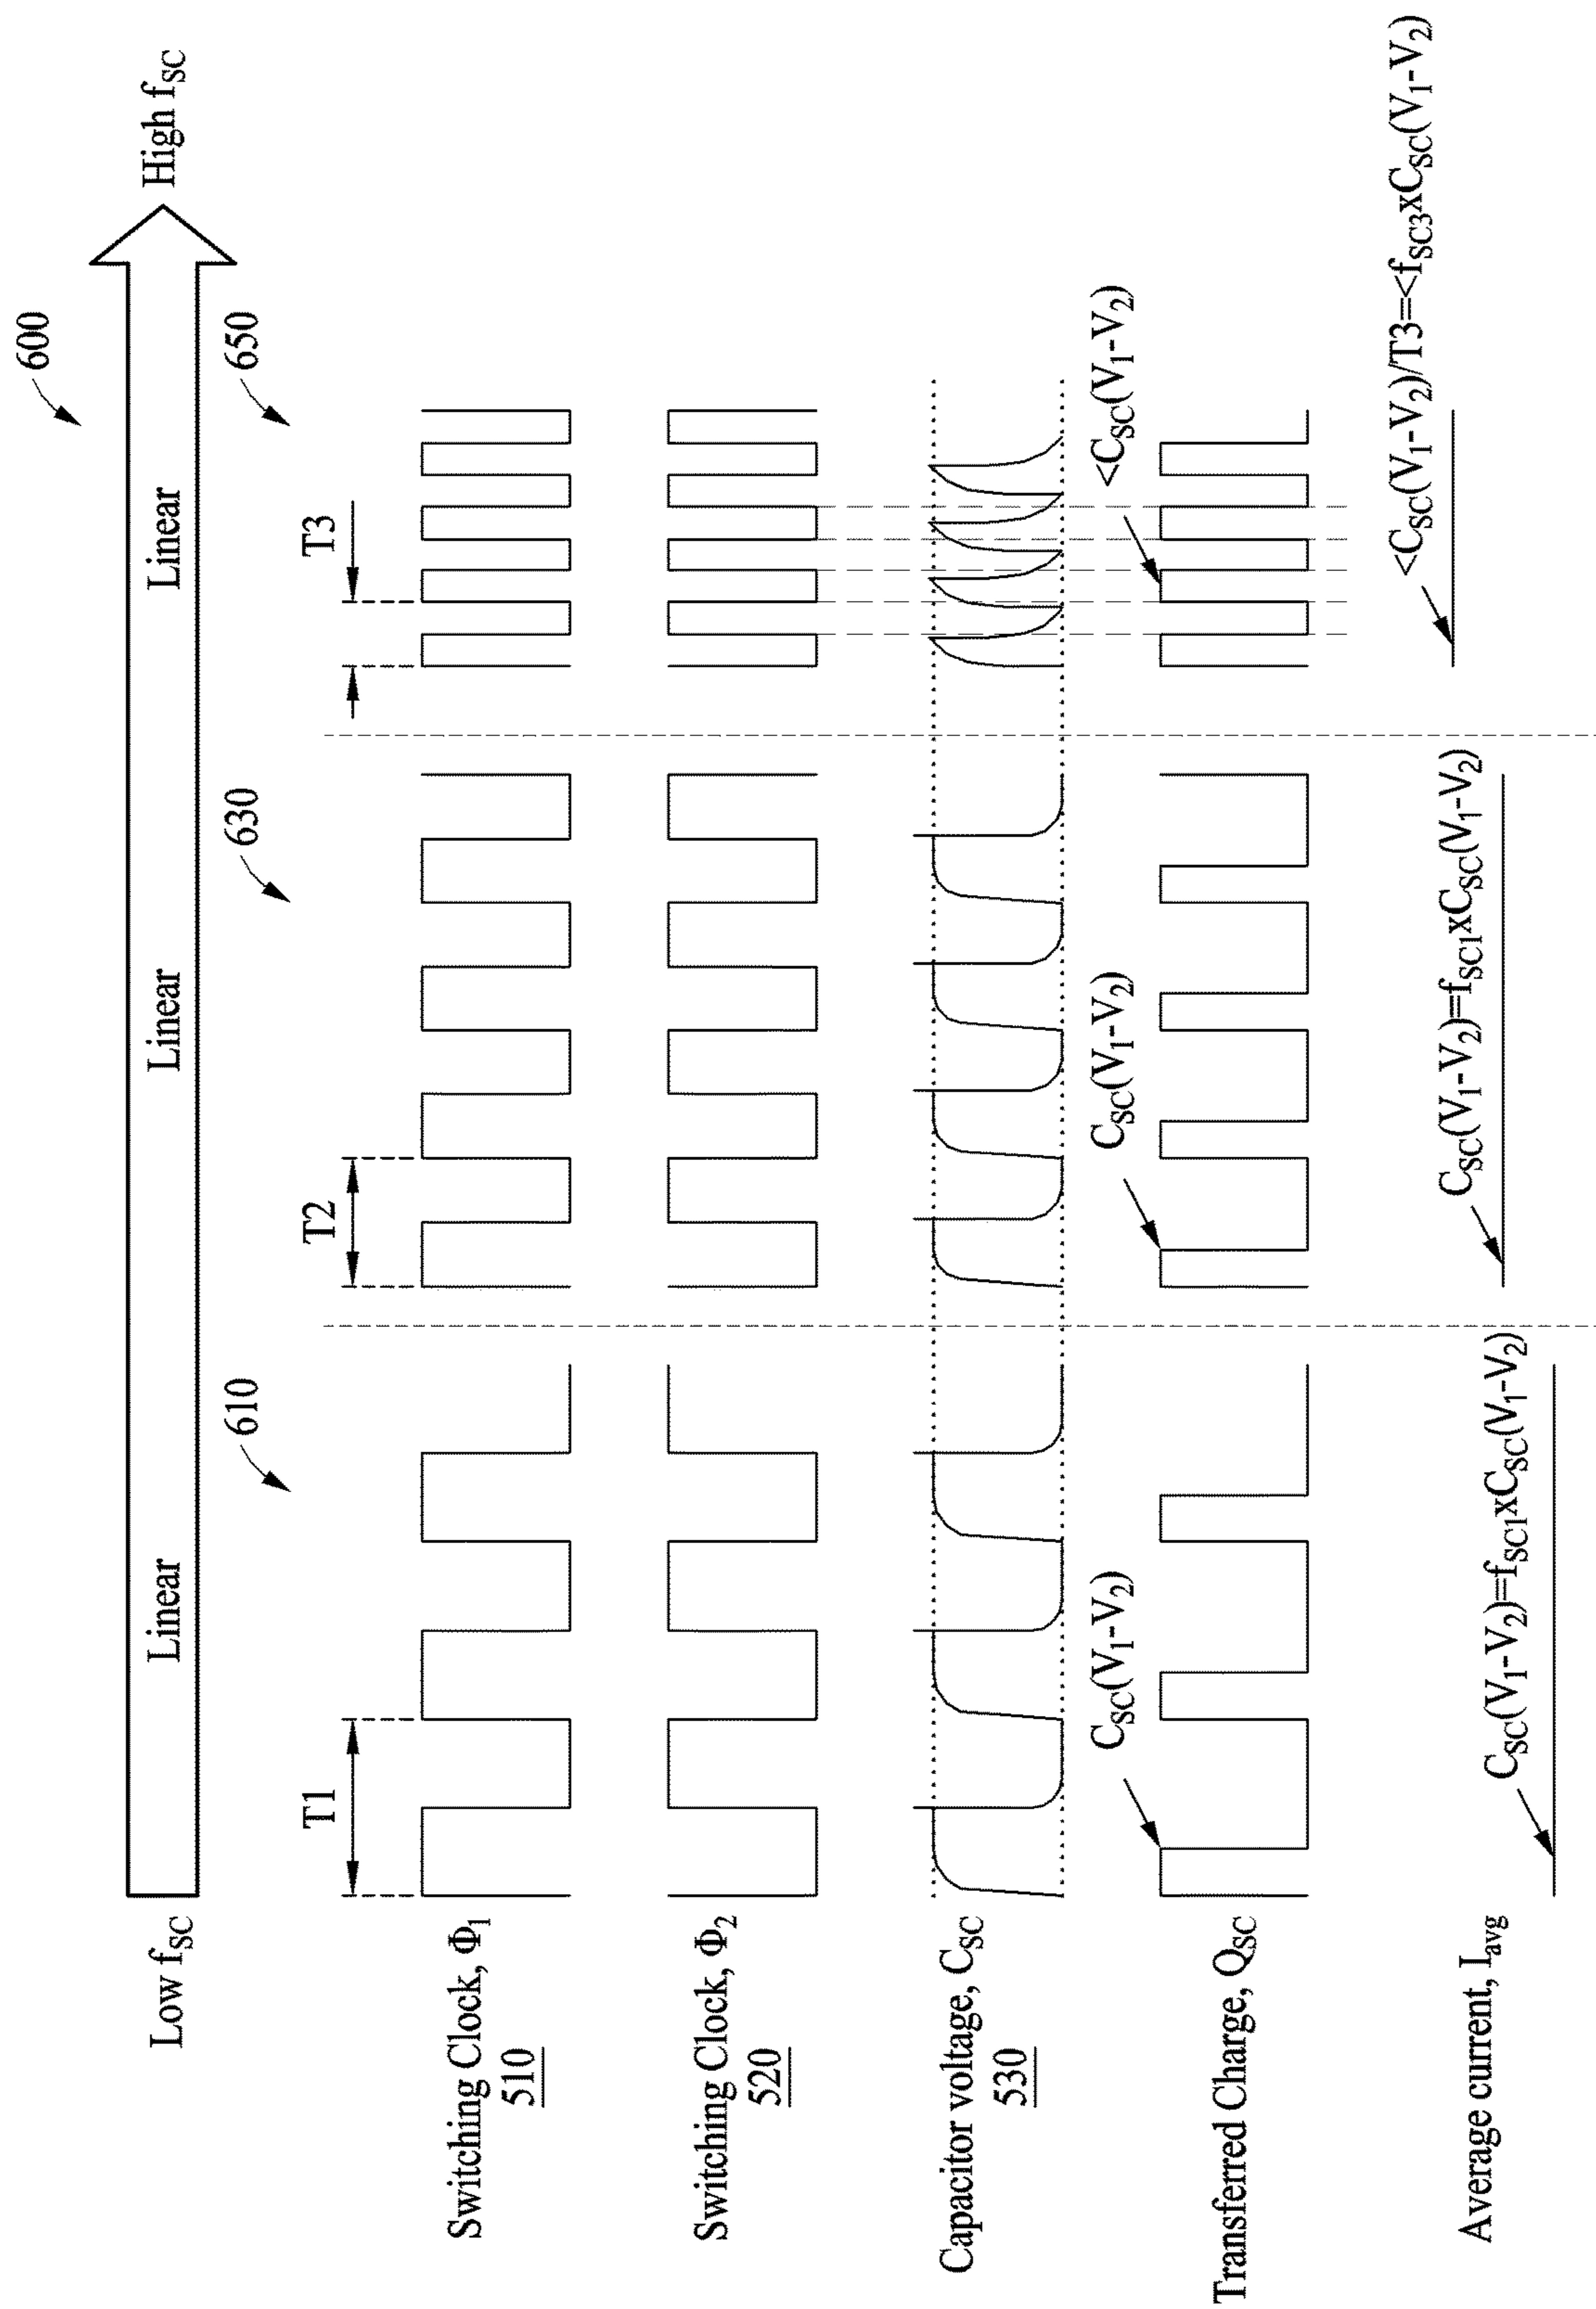 600
Low f_SC
Linear
Linear
Linear
High f_SC
610
630
650
T1
T2
T3
Switching Clock, Φ₁
510
Switching Clock, Φ₂
520
Capacitor voltage, C_SC
530
C_SC(V₁-V₂)
C_SC(V₁-V₂)
<C_SC(V₁-V₂)
Transferred Charge, Q_SC
Average current, I_avg
C_SC(V₁-V₂)=f_SC1xC_SC(V₁-V₂)
C_SC(V₁-V₂)=f_SC1xC_SC(V₁-V₂)
<C_SC(V₁-V₂)/T3=<f_SC3xC_SC(V₁-V₂)